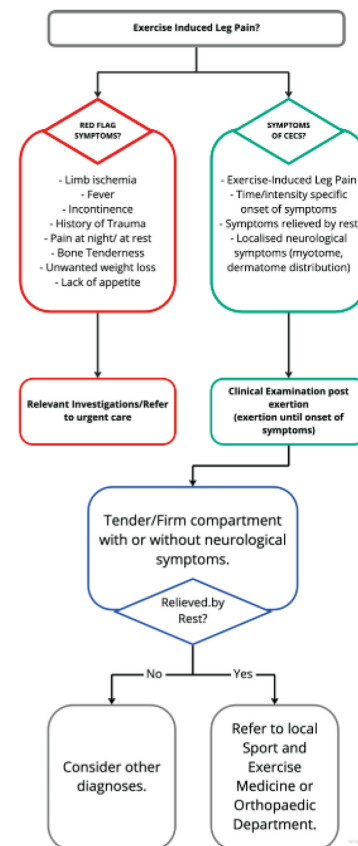 Exercise Induced Leg Pain?
RED FLAG
SYMPTOMS?
- Limb ischemia
- Fever
- Incontinence
- History of Trauma
- Pain at night/ at rest
- Bone Tenderness
- Unwanted weight loss
- Lack of appetite
SYMPTOMS
OF CECS?
- Exercise-Induced Leg Pain
- Time/intensity specific
onset of symptoms
- Symptoms relieved by rest
- Localised neurological
symptoms (myotome,
dermatome distribution)
Relevant Investigations/Refer
to urgent care
Clinical Examination post
exertion
(exertion until onset of
symptoms)
Tender/Firm compartment
with or without neurological
symptoms.
Relieved.by
Rest?
No
Yes
Consider other
diagnoses.
Refer to local
Sport and
Exercise
Medicine or
Orthopaedic
Department.